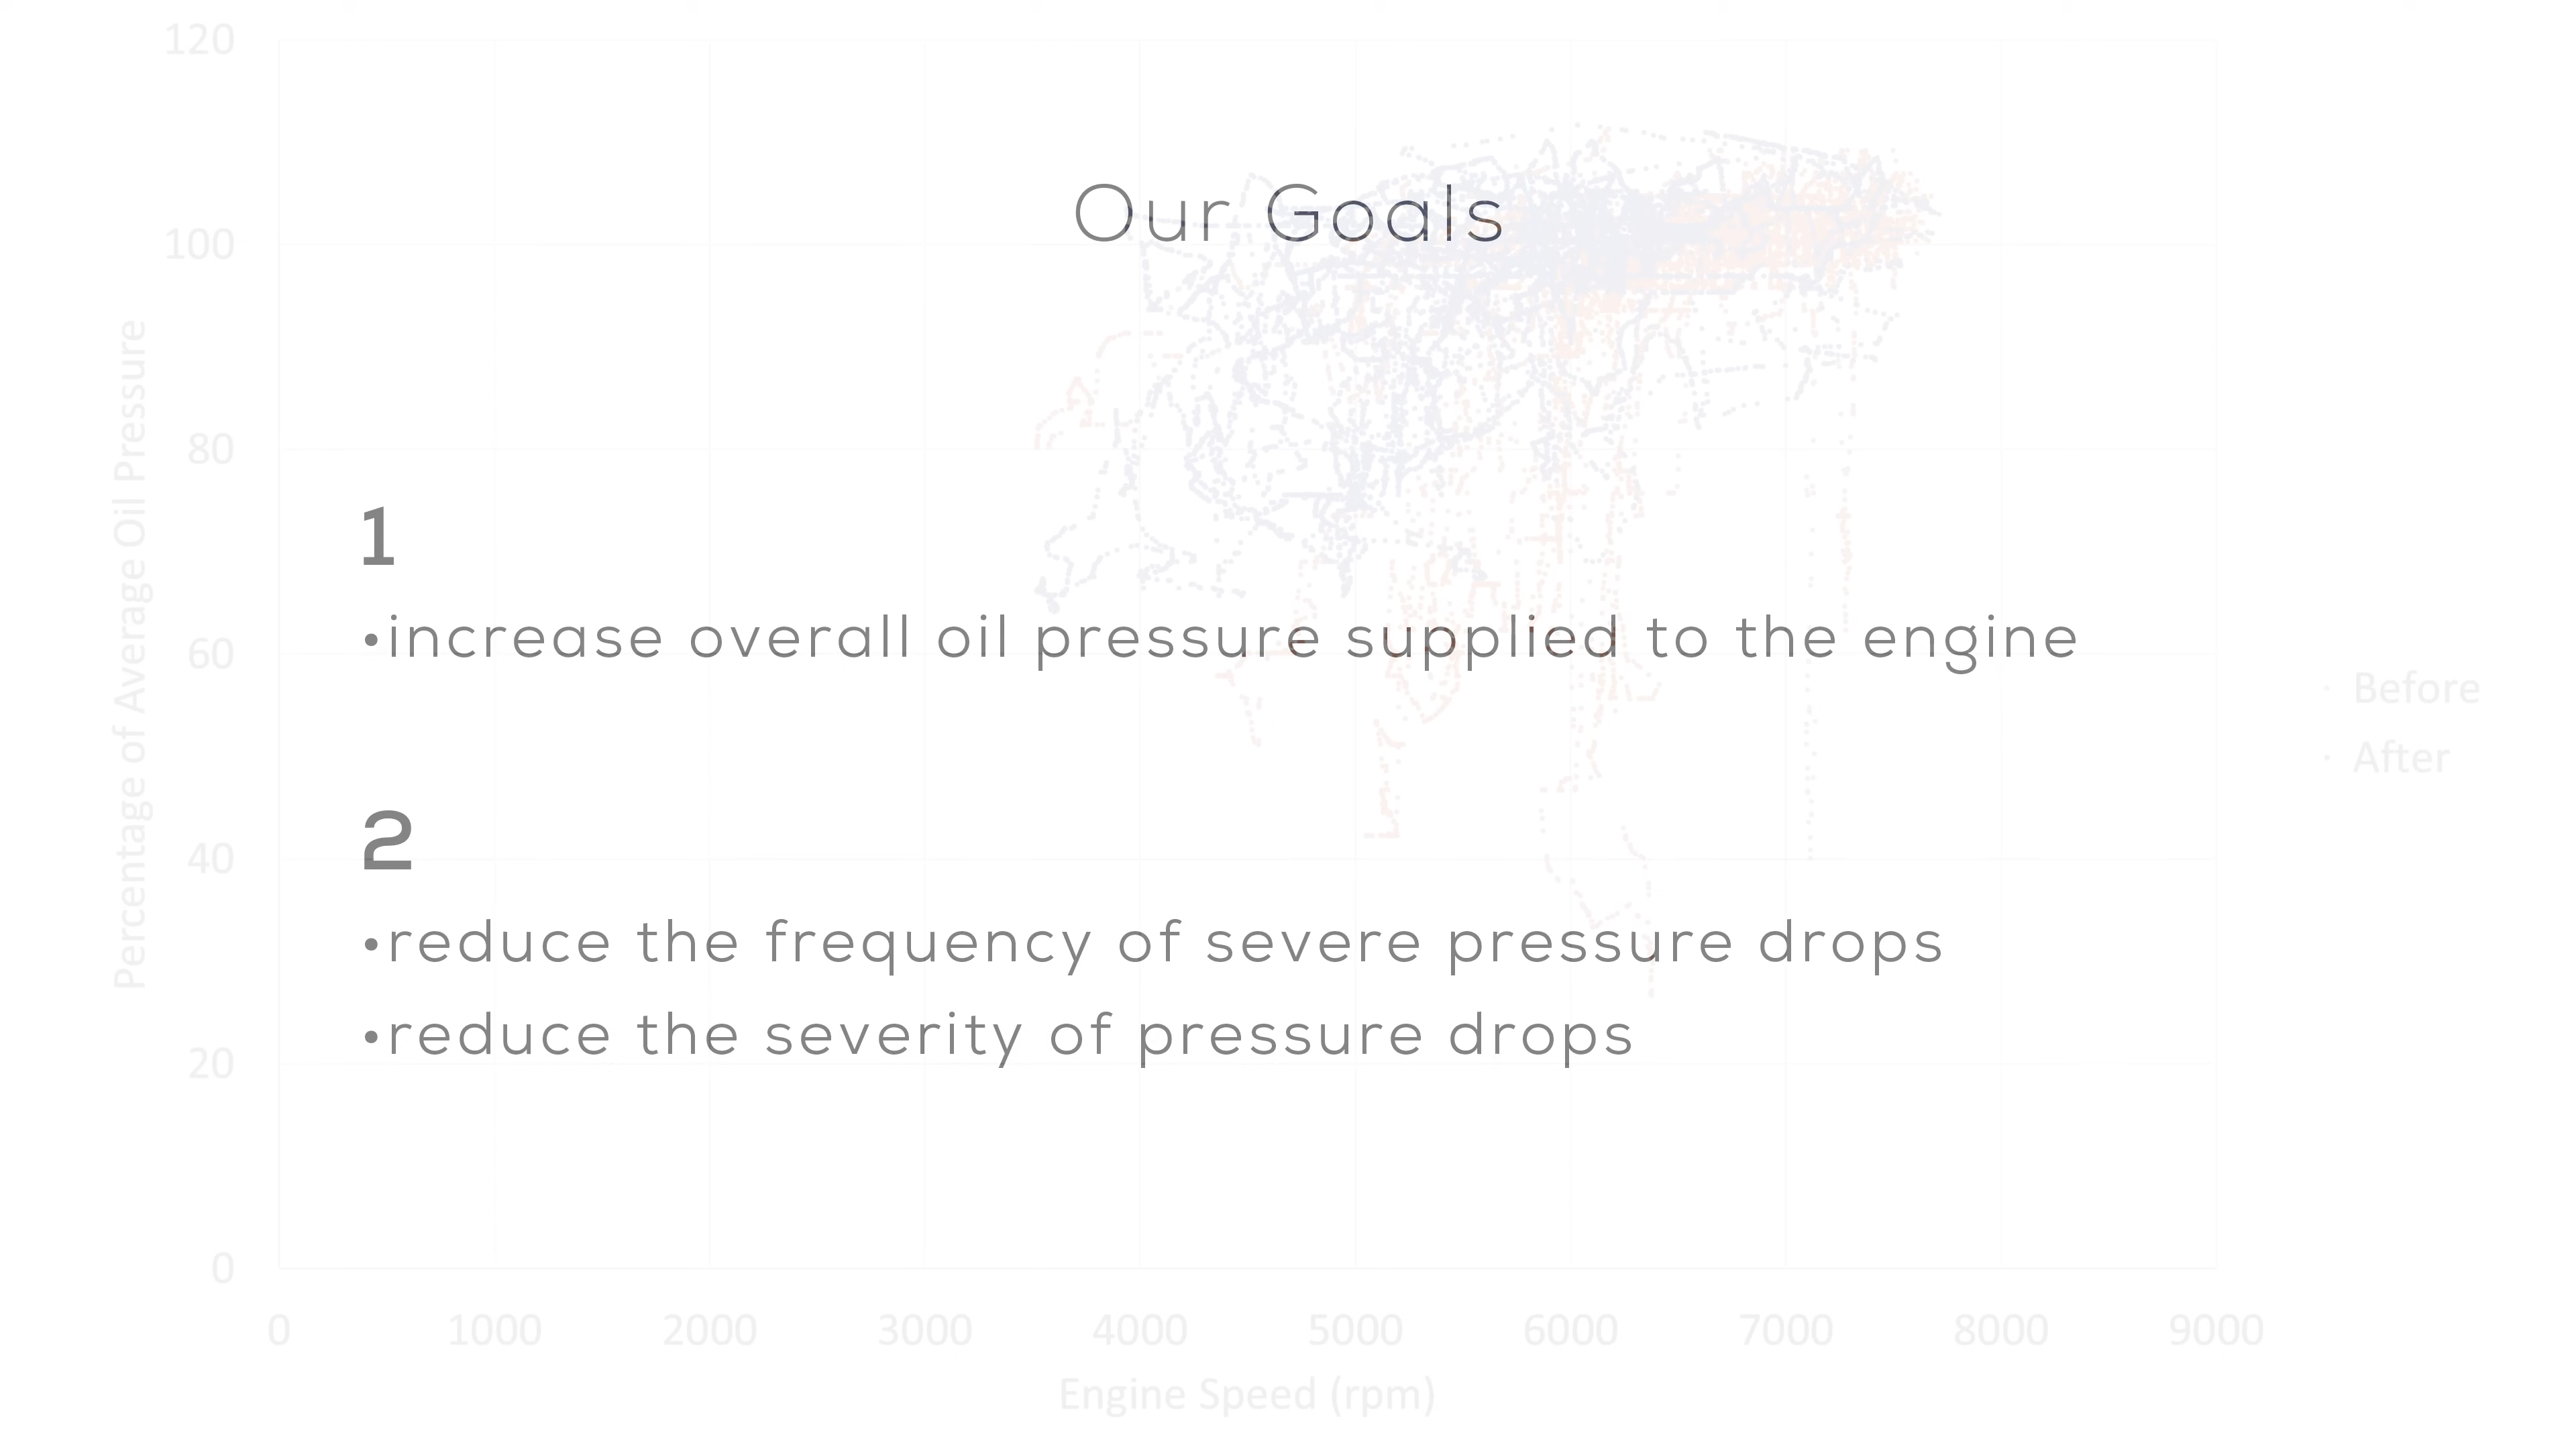 Our Goals
1
•increase overall oil pressure supplied to the engine
2
•reduce the frequency of severe pressure drops
•reduce the severity of pressure drops
Percentage of Average Oil Pressure
120
100
80
60
40
20
0
0 1000 2000 3000 4000 5000 6000 7000 8000 9000
Engine Speed (rpm)
Before
After